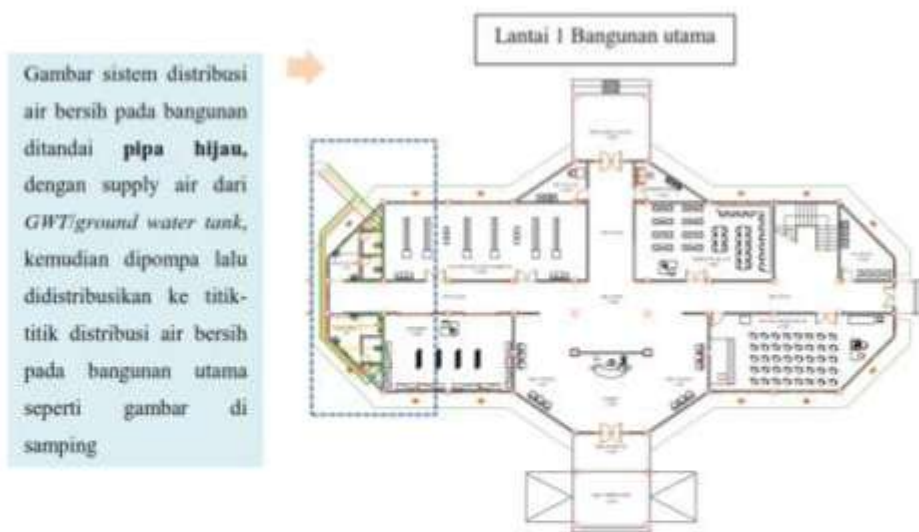 Lantai 1 Bangunan utama
Gambar sistem distribusi
air bersih pada bangunan
ditandai pipa hijau,
dengan supply air dari
GWT/ground water tank,
kemudian dipompa lalu
didistribusikan ke titik-
titik distribusi air bersih
pada bangunan utama
seperti gambar di
samping